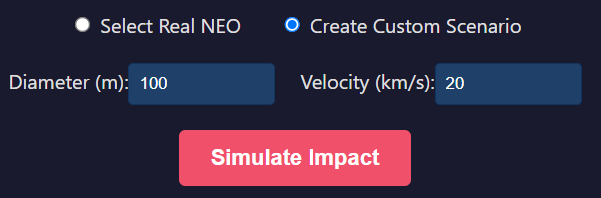 Select Real NEO Create Custom Scenario
Diameter (m): 100 Velocity (km/s): 20
Simulate Impact